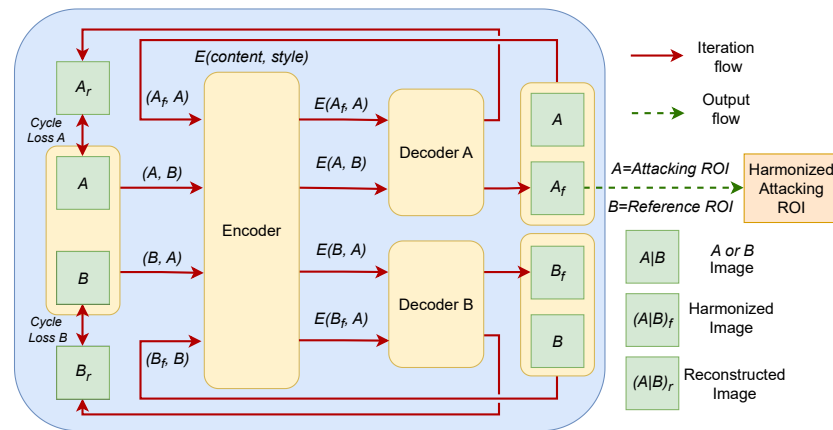 E(content, style)
A_r
(A_f, A)
E(A_f, A)
A
Iteration
flow
Cycle
Loss A
Decoder A
Output
flow
A
(A, B)
E(A, B)
A_f
A=Attacking ROI
B=Reference ROI
Harmonized
Attacking
ROI
Encoder
B
(B, A)
E(B, A)
B_f
A|B
A or B
Image
Cycle
Loss B
Decoder B
E(B_f, A)
B
(A|B)_f
Harmonized
Image
B_r
(B_f, B)
(A|B)_r
Reconstructed
Image